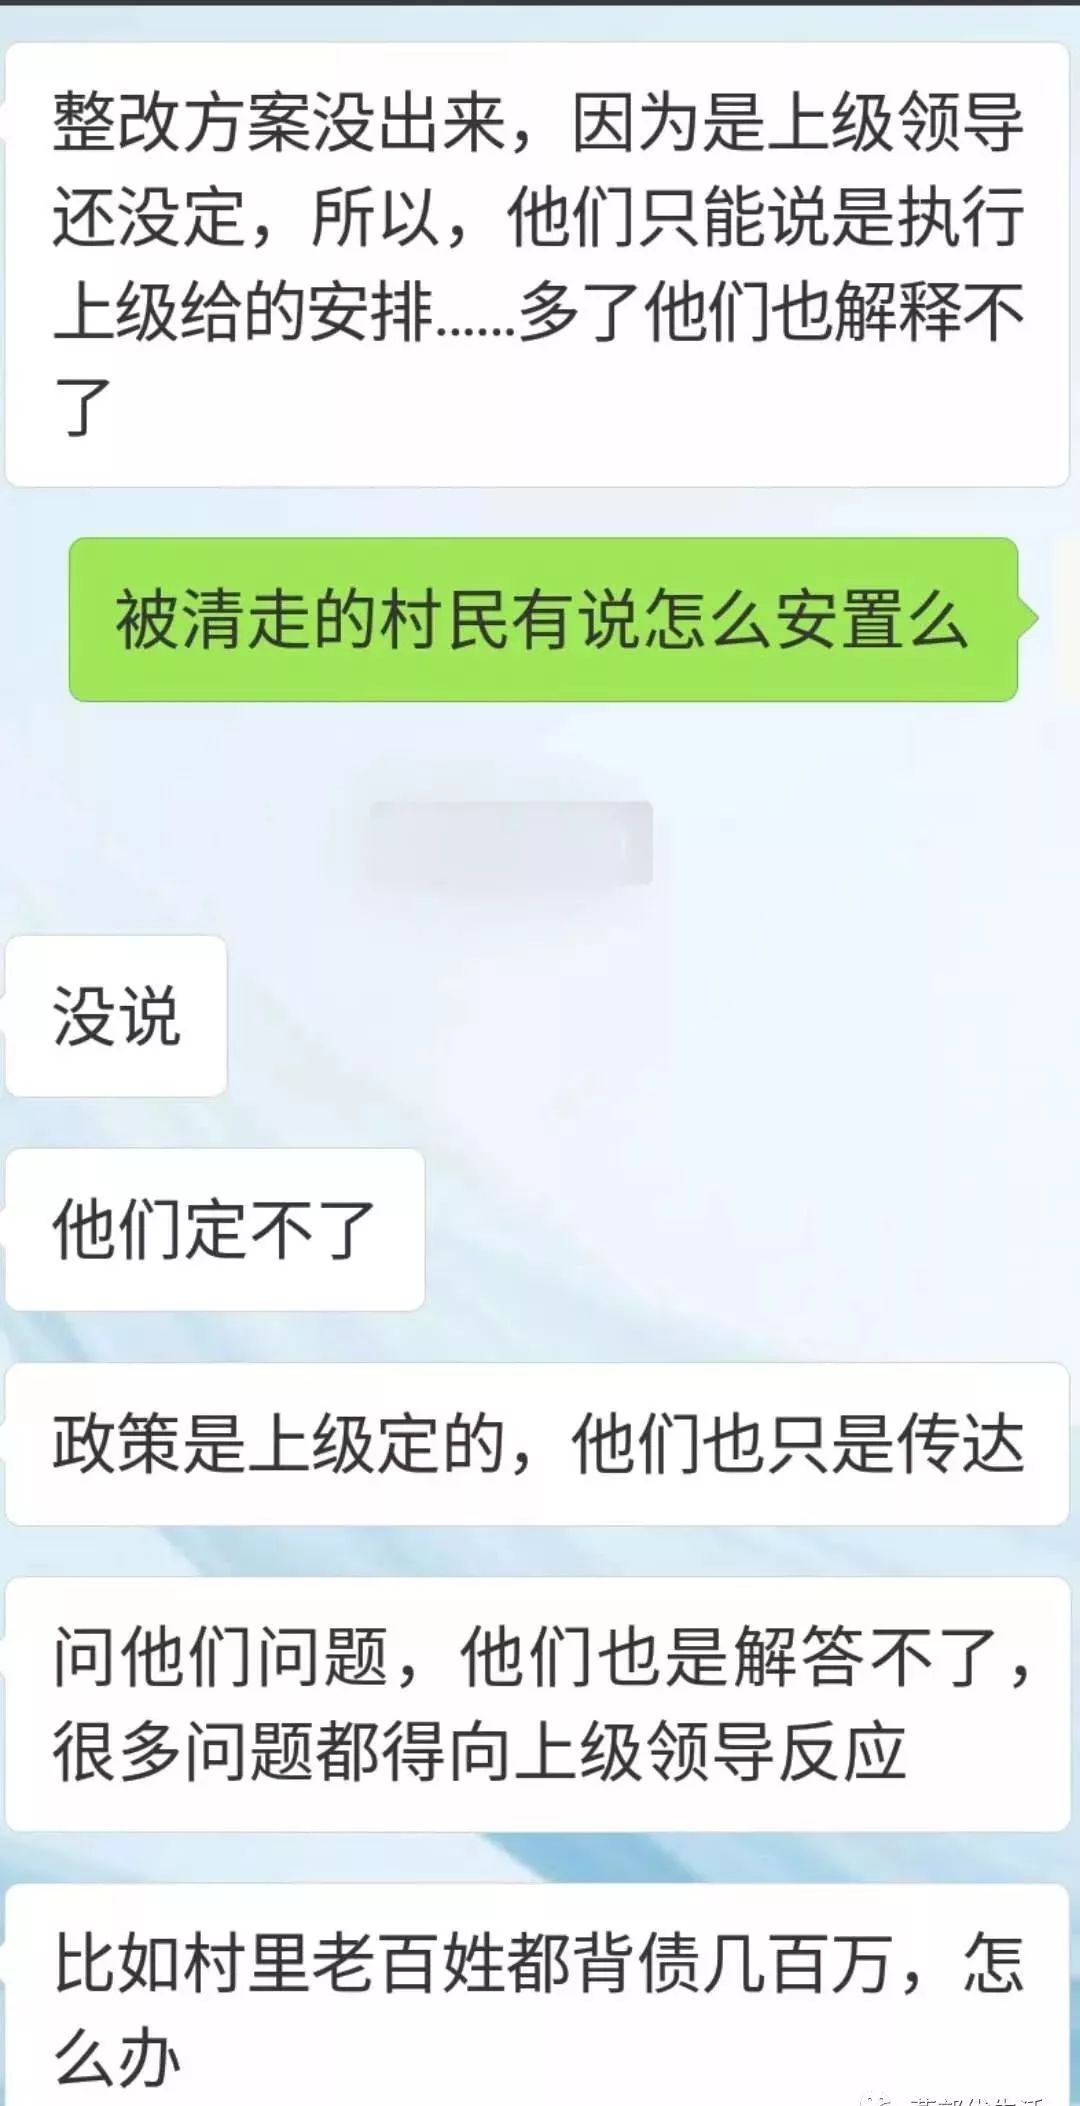 整改方案没出来，因为是上级领导
还没定，所以，他们只能说是执行
上级给的安排......多了他们也解释不
了
被清走的村民有说怎么安置么
没说
他们定不了
政策是上级定的，他们也只是传达
问他们问题，他们也是解答不了，
很多问题都得向上级领导反应
比如村里老百姓都背债几百万，怎
么办